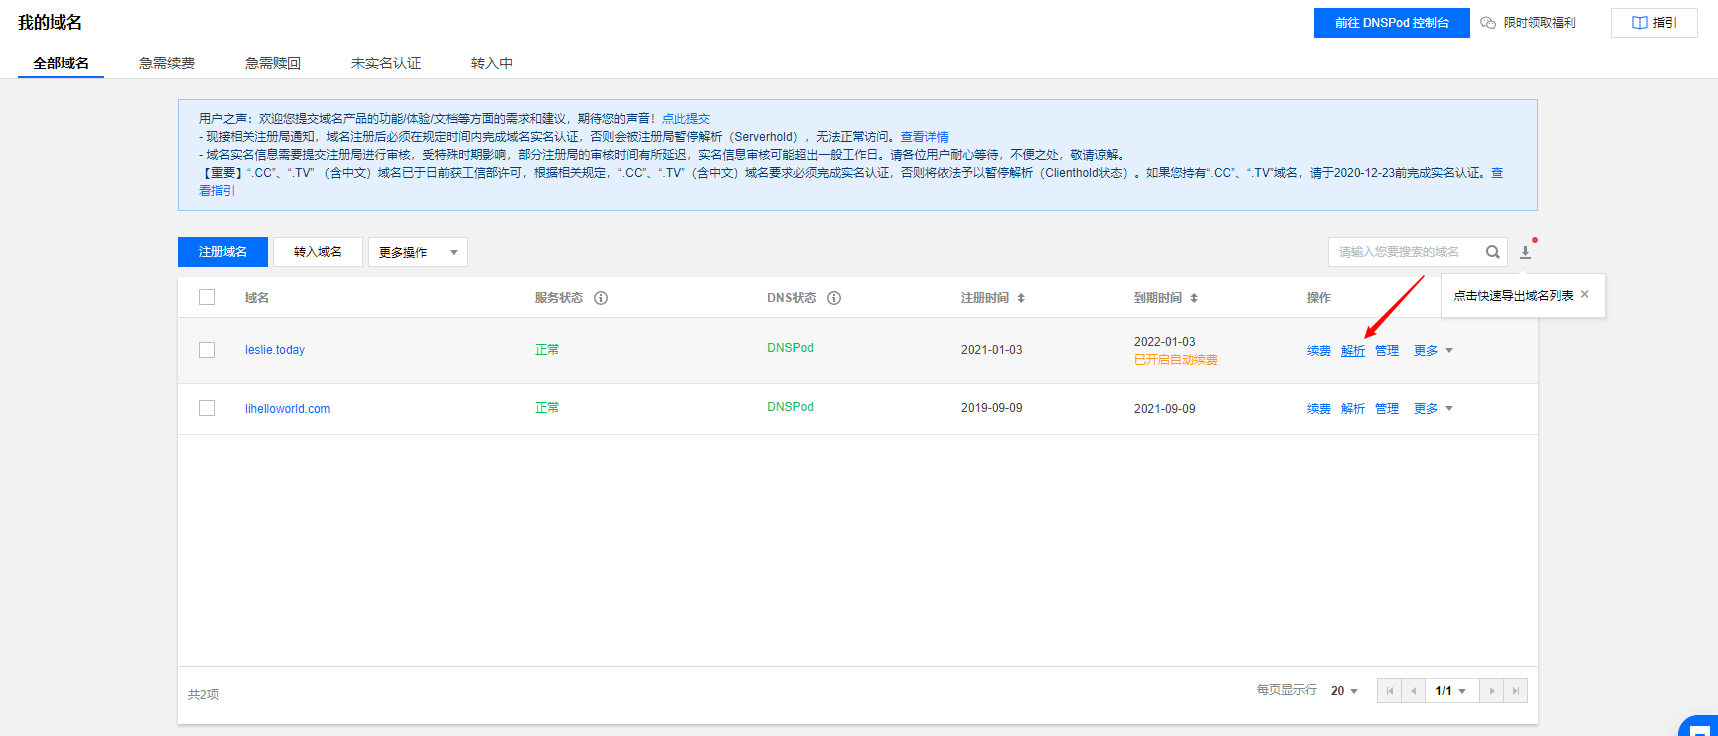 我的域名
前往 DNSPod 控制台
限时领取福利
指引
全部域名
急需续费
急需赎回
未实名认证
转入中
用户之声：欢迎您提交域名产品的功能/体验/文档等方面的需求和建议，期待您的声音！点此提交
- 现接相关注册局通知，域名注册后必须在规定时间内完成域名实名认证，否则会被注册局暂停解析（Serverhold），无法正常访问。查看详情
- 域名实名信息需要提交注册局进行审核，受特殊时期影响，部分注册局的审核时间有所延迟，实名信息审核可能超出一般工作日。请各位用户耐心等待，不便之处，敬请谅解。
【重要】“.CC”、“.TV” （含中文）域名已于日前获工信部许可，根据相关规定，“.CC”、“.TV”（含中文）域名要求必须完成实名认证，否则将依法予以暂停解析（Clienthold状态）。如果您持有“.CC”、“.TV”域名，请于2020-12-23前完成实名认证。查
看指引
注册域名
转入域名
更多操作
请输入您要搜索的域名
点击快速导出域名列表
域名
服务状态
DNS状态
注册时间
到期时间
操作
leslie.today
正常
DNSPod
2021-01-03
2022-01-03
已开启自动续费
续费 解析 管理 更多
lihelloworld.com
正常
DNSPod
2019-09-09
2021-09-09
续费 解析 管理 更多
共2项
每页显示行
20
1/1